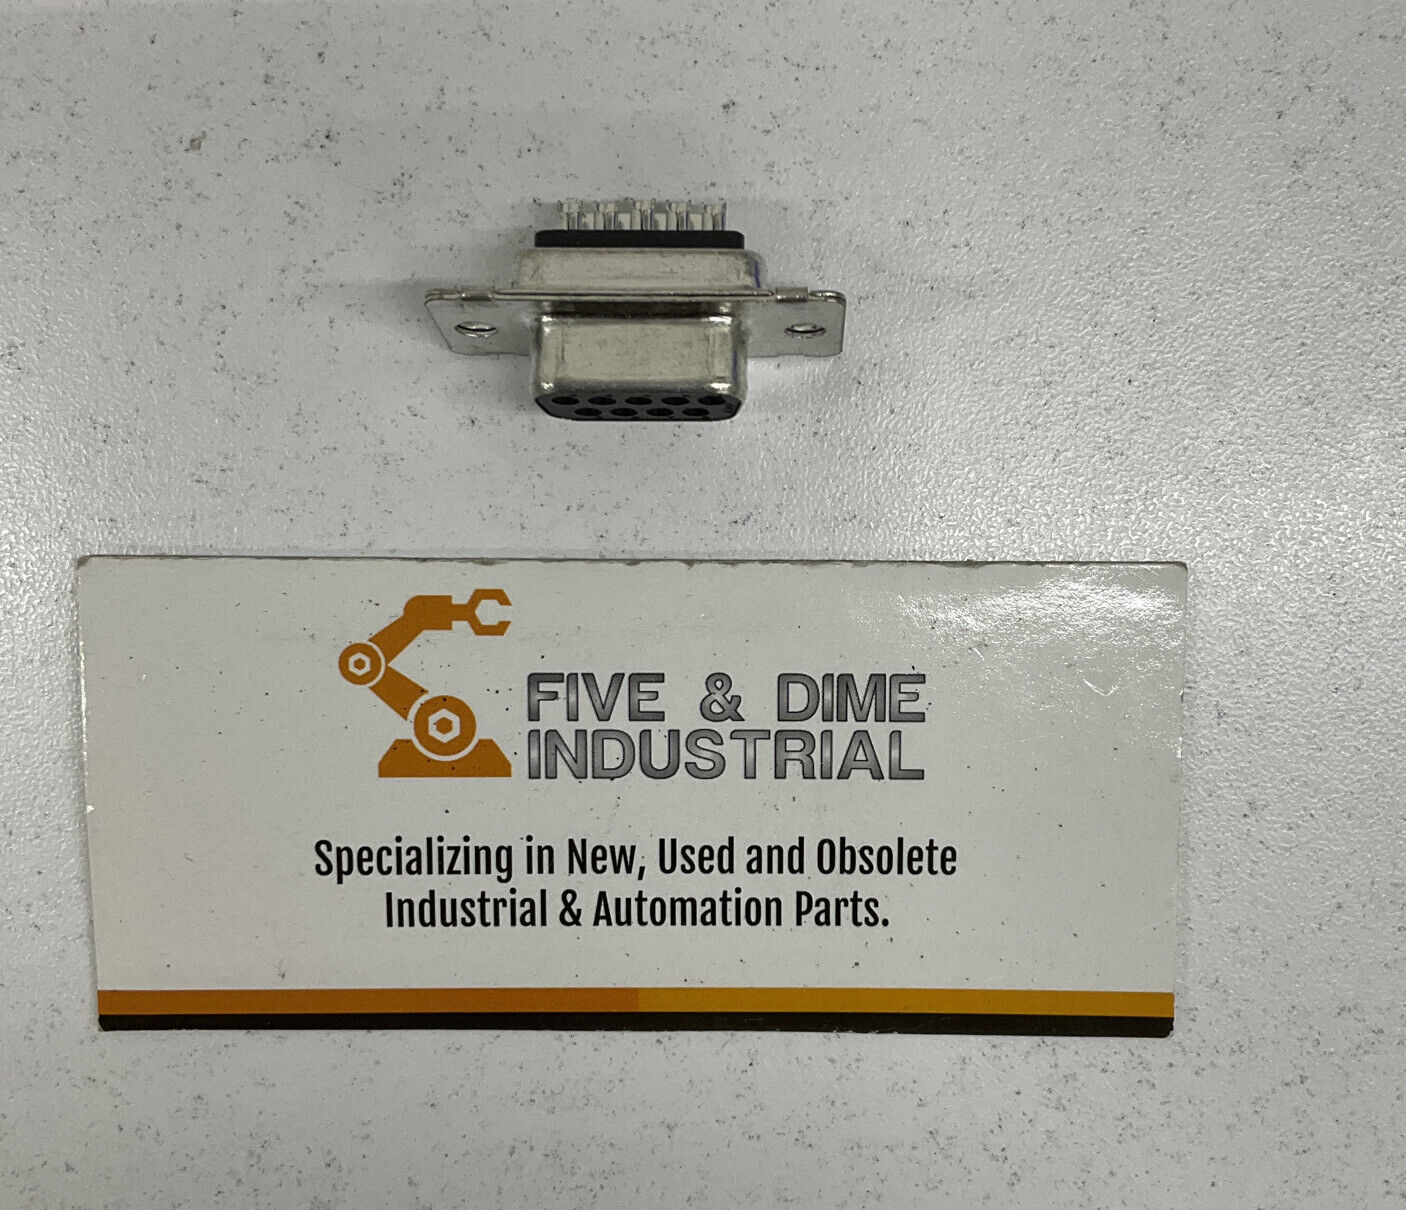 FIVE & DIME
INDUSTRIAL
Specializing in New, Used and Obsolete
Industrial & Automation Parts.